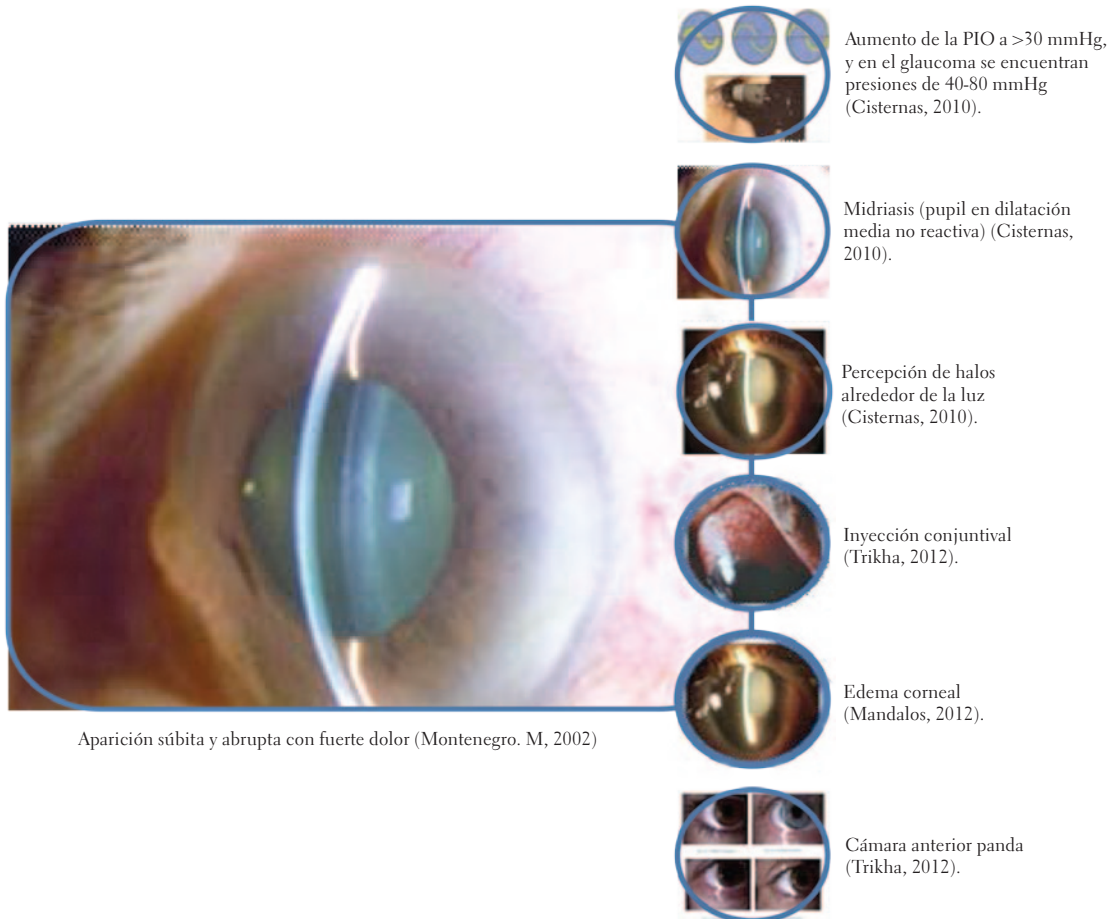 Aumento de la PIO a >30 mmHg,
y en el glaucoma se encuentran
presiones de 40-80 mmHg
(Cisternas, 2010).
Midriasis (pupil en dilatación
media no reactiva) (Cisternas,
2010).
Percepción de halos
alrededor de la luz
(Cisternas, 2010).
Inyección conjuntival
(Trikha, 2012).
Edema corneal
(Mandalos, 2012).
Aparición súbita y abrupta con fuerte dolor (Montenegro. M, 2002)
Cámara anterior panda
(Trikha, 2012).